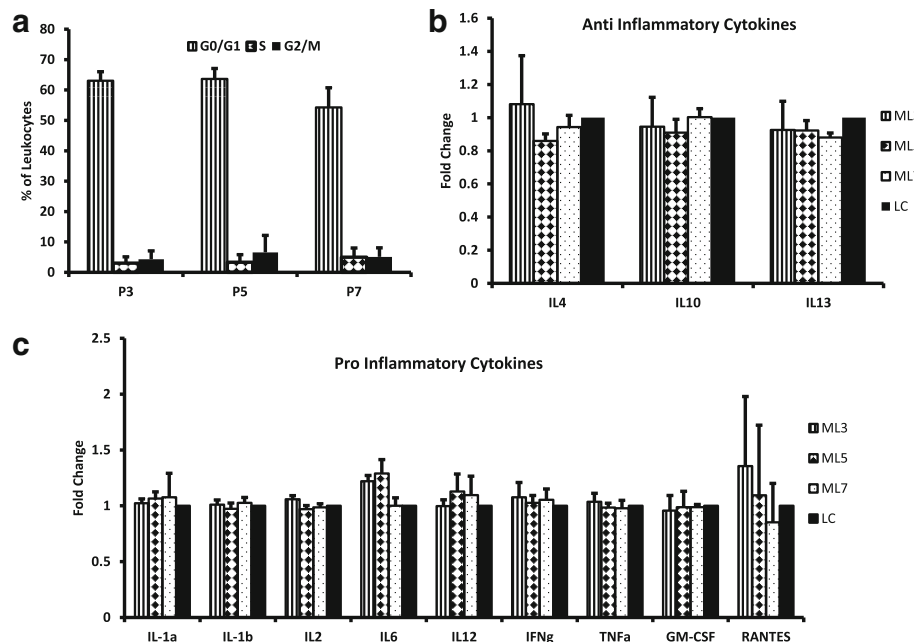 a
80
70
60
50
40
30
20
10
0
% of Leukocytes
G0/G1 S G2/M
P3 P5 P7
b
Anti Inflammatory Cytokines
1.6
1.4
1.2
1
0.8
0.6
0.4
0.2
0
Fold Change
ML
ML
ML
LC
IL4 IL10 IL13
c
Pro Inflammatory Cytokines
2.5
2
1.5
1
0.5
0
Fold Change
ML3
ML5
ML7
LC
IL-1a IL-1b IL2 IL6 IL12 IFNg TNFa GM-CSF RANTES